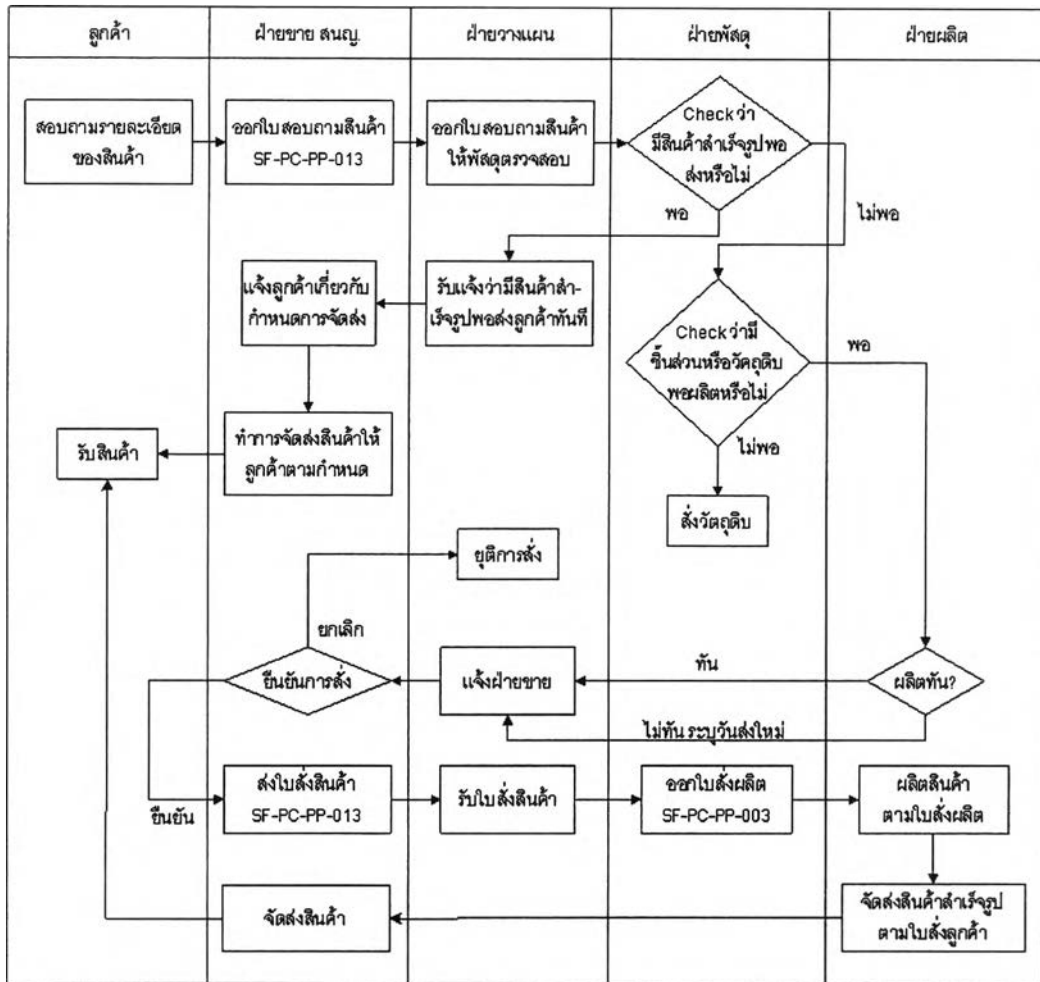 ลูกค้า
ฝ่ายขาย สนญ.
ฝ่ายวางแผน
ฝ่ายพัสดุ
ฝ่ายผลิต
สอบถามรายละเอียด
ของสินค้า
ออกใบสอบถามสินค้า
SF-PC-PP-013
ออกใบสอบถามสินค้า
ให้พัสดุตรวจสอบ
Checkว่า
มีสินค้าสำเร็จรูปพอ
ส่งหรือไม่
พอ
ไม่พอ
แจ้งลูกค้าเกี่ยวกับ
กำหนดการจัดส่ง
รับแจ้งว่ามีสินค้าสำ-
เร็จรูปพอส่งลูกค้าทันที
Checkว่ามี
ชิ้นส่วนหรือวัคถุดิบ
พอผลิตหรือไม่
พอ
รับสินค้า
ทำการจัดส่งสินค้าให้
ลูกค้าตามกำหนด
ไม่พอ
สั่งวัตถุดิบ
ยุติการสั่ง
ยกเลิก
ยืนยันการสั่ง
แจ้งฝ่ายขาย
ทัน
ผลิตทัน?
ไม่ทัน ระบุวันส่งใหม่
ยืนยัน
ส่งใบสั่งสินค้า
SF-PC-PP-013
รับใบสั่งสินค้า
ออกใบสั่งผลิต
SF-PC-PP-003
ผลิตสินค้า
ตามใบสั่งผลิต
จัดส่งสินค้า
จัดส่งสินค้าสำเร็จรูป
ตามใบสั่งลูกค้า